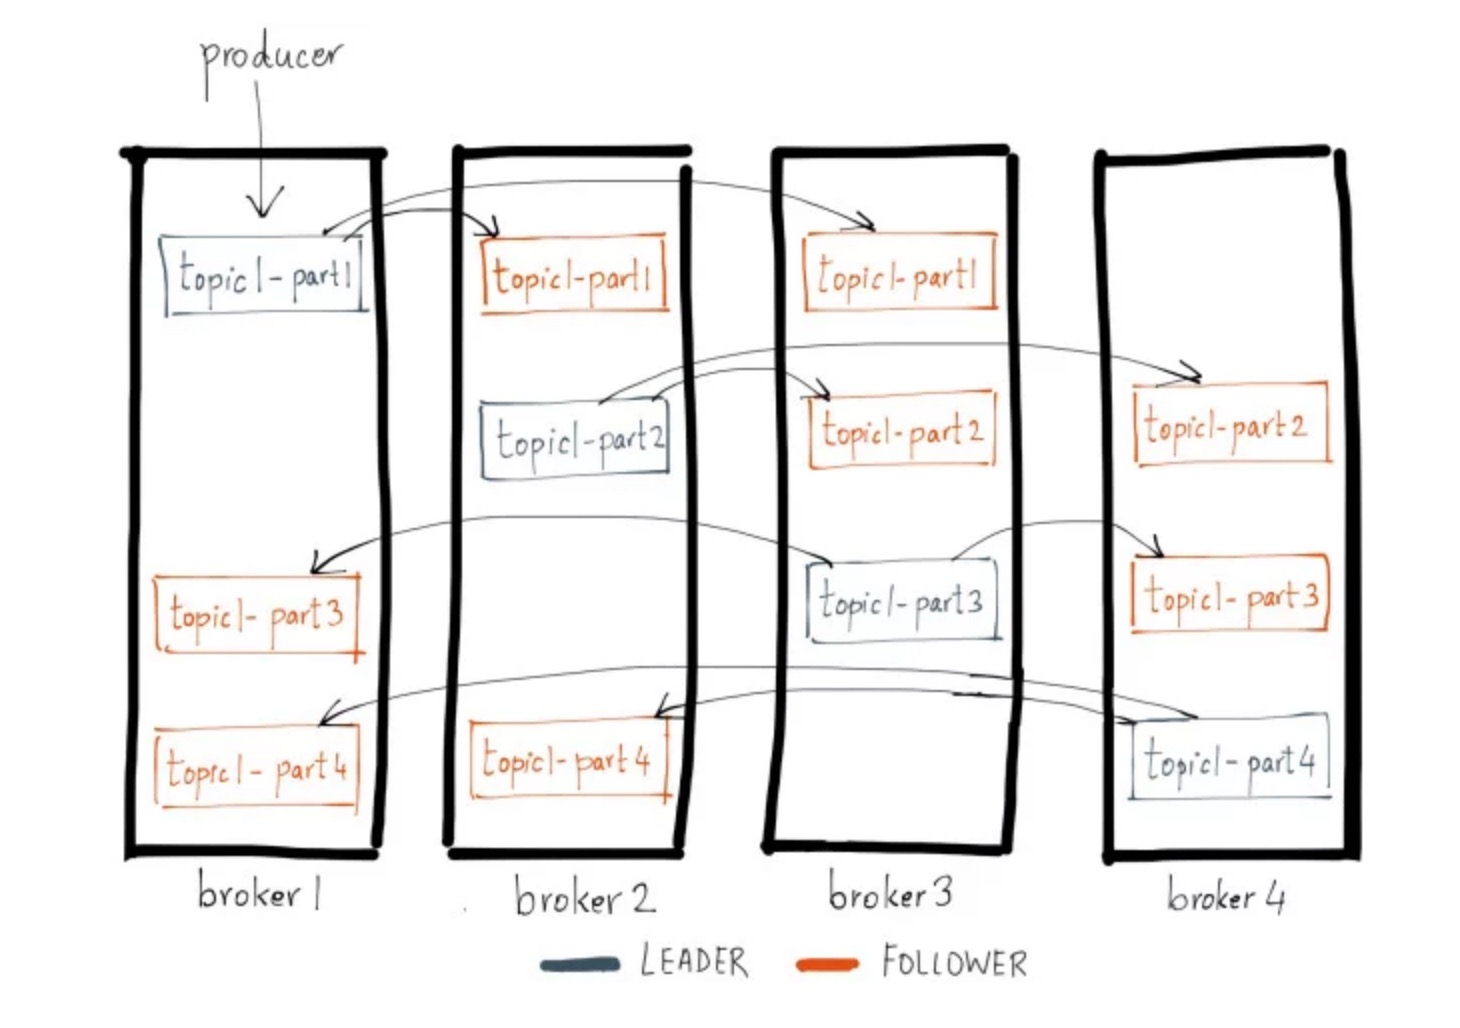 producer
topic1-part1
topic1-part1
topic1-part1
topic1-part2
topic1-part2
topic1-part2
topic1- part3
topic1-part3
topic1-part3
topic1- part4
topic1-part4
topic1-part4
broker 1
broker 2
broker 3
broker 4
LEADER
FOLLOWER